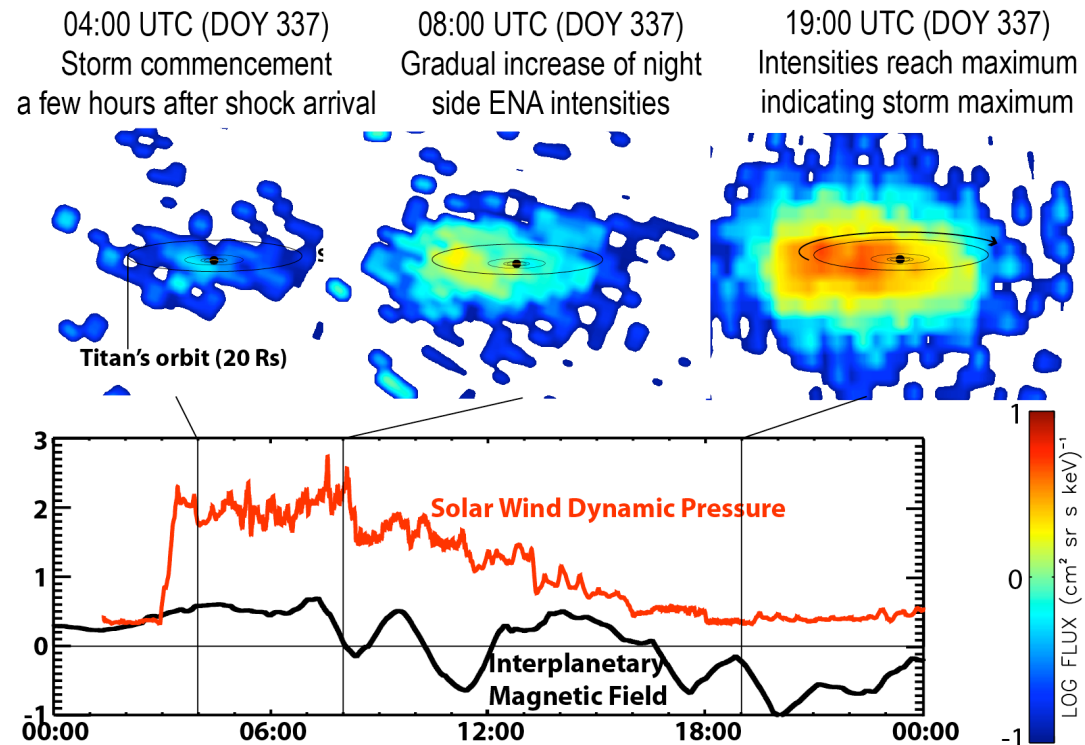 04:00 UTC (DOY 337)
Storm commencement
a few hours after shock arrival
08:00 UTC (DOY 337)
Gradual increase of night
side ENA intensities
19:00 UTC (DOY 337)
Intensities reach maximum
indicating storm maximum
s
Titan's orbit (20 Rs)
3
2
1
0
-1
Solar Wind Dynamic Pressure
Interplanetary
Magnetic Field
00:00
06:00
12:00
18:00
00:00
1
0
-1
LOG FLUX (cm² sr s keV)⁻¹